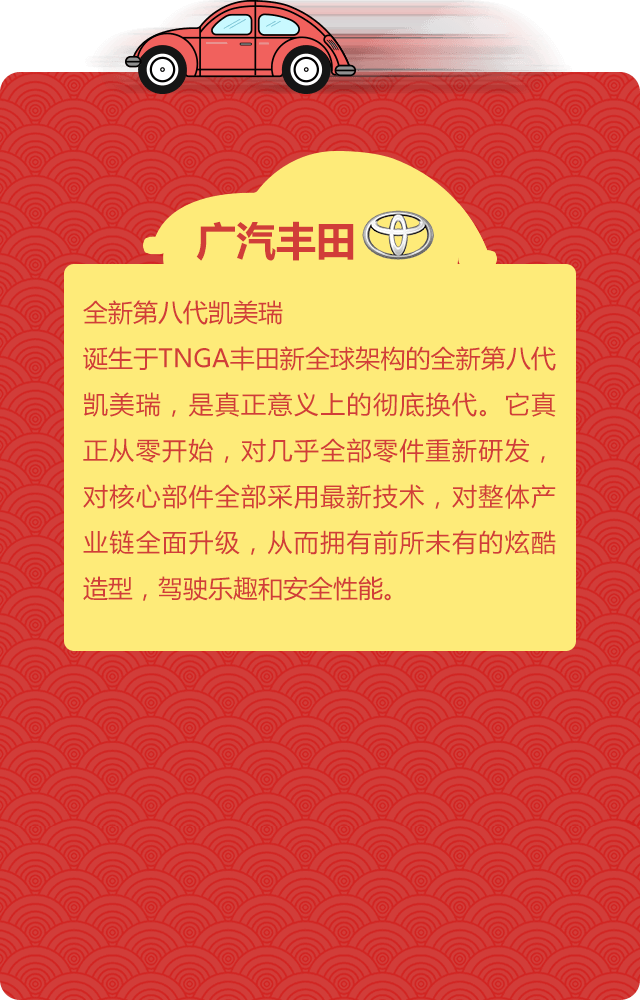 广汽丰田
全新第八代凯美瑞
诞生于TNGA丰田新全球架构的全新第八代
凯美瑞，是真正意义上的彻底换代。它真
正从零开始，对几乎全部零件重新研发，
对核心部件全部采用最新技术，对整体产
业链全面升级，从而拥有前所未有的炫酷
造型，驾驶乐趣和安全性能。